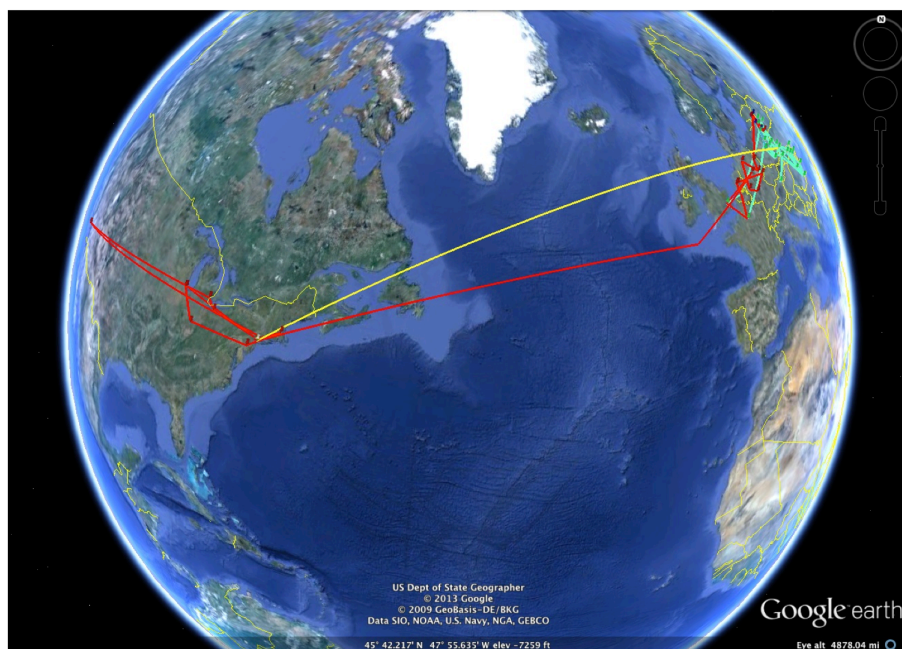 N
US Dept of State Geographer
© 2013 Google
© 2009 GeoBasis-DE/BKG
Data SIO, NOAA, U.S. Navy, NGA, GEBCO
Google earth
45° 42.217' N 47° 55.635' W elev -7259 ft
Eye alt 4878.04 mi